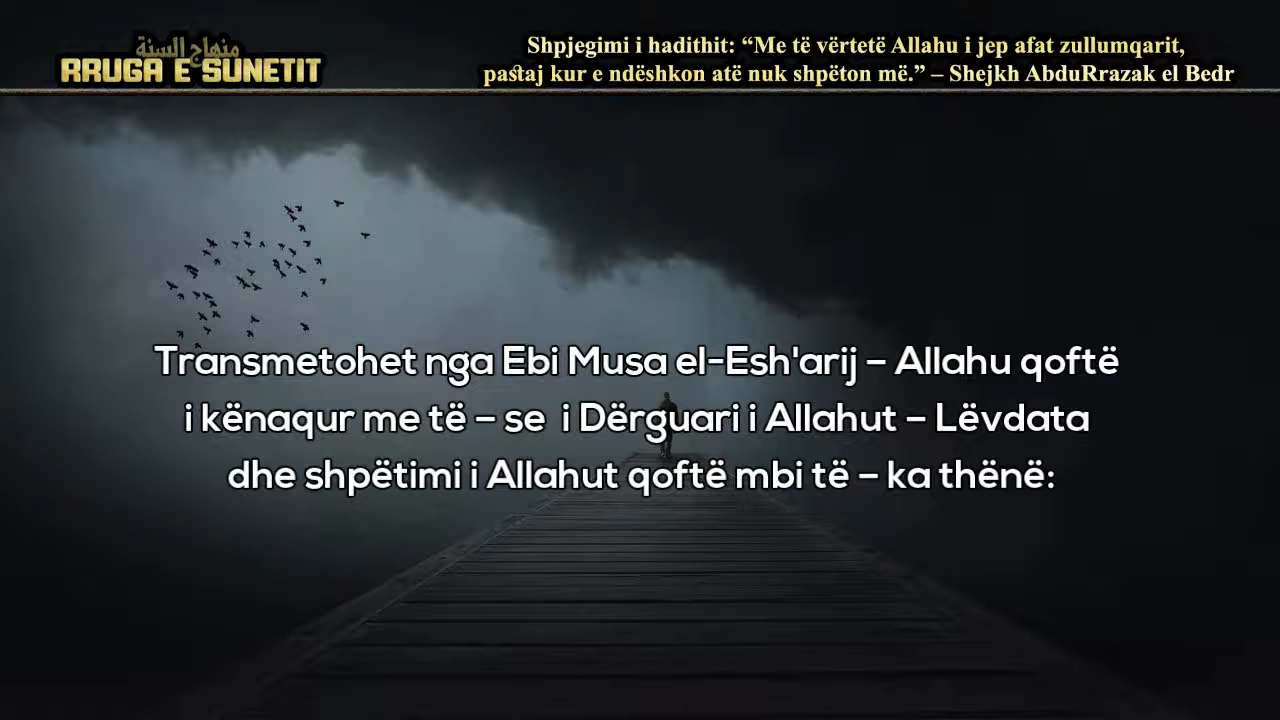 منهاج السنة
RRUGA E SUNETIT
Shpjegimi i hadithit: “Me të vërtetë Allahu i jep afat zullumqarit,
pastaj kur e ndëshkon atë nuk shpëton më.” – Shejkh AbduRrazak el Bedr
Transmetohet nga Ebi Musa el-Esh'arij – Allahu qoftë
i kënaqur me të – se i Dërguari i Allahut – Lëvdata
dhe shpëtimi i Allahut qoftë mbi të – ka thënë: